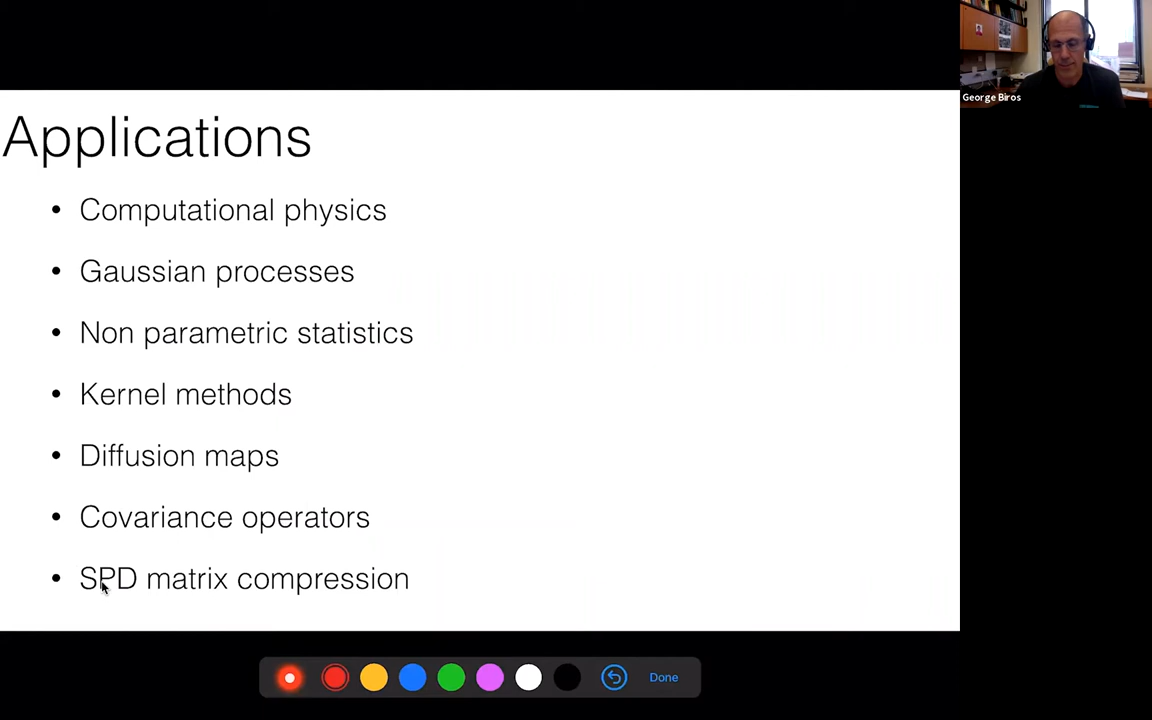 Applications
• Computational physics
• Gaussian processes
• Non parametric statistics
• Kernel methods
• Diffusion maps
• Covariance operators
• SPD matrix compression
George Biros
Done